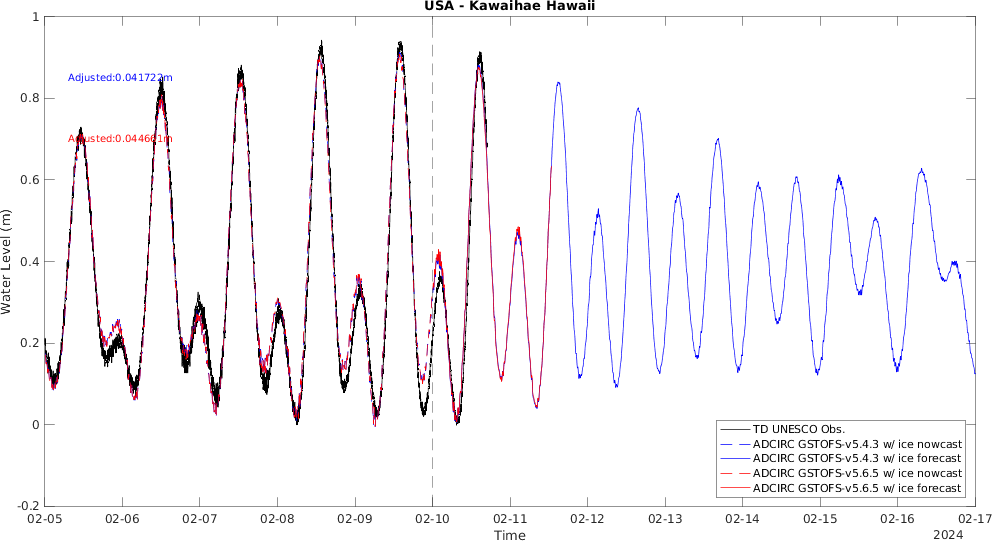 USA - Kawaihae Hawaii
1
0.8
0.6
0.4
0.2
0
-0.2
Water Level (m)
Adjusted:0.041722m
Adjusted:0.044661m
TD UNESCO Obs.
ADCIRC GSTOFS-v5.4.3 w/ ice nowcast
ADCIRC GSTOFS-v5.4.3 w/ ice forecast
ADCIRC GSTOFS-v5.6.5 w/ ice nowcast
ADCIRC GSTOFS-v5.6.5 w/ ice forecast
02-05 02-06 02-07 02-08 02-09 02-10 02-11 02-12 02-13 02-14 02-15 02-16 02-17
Time
2024